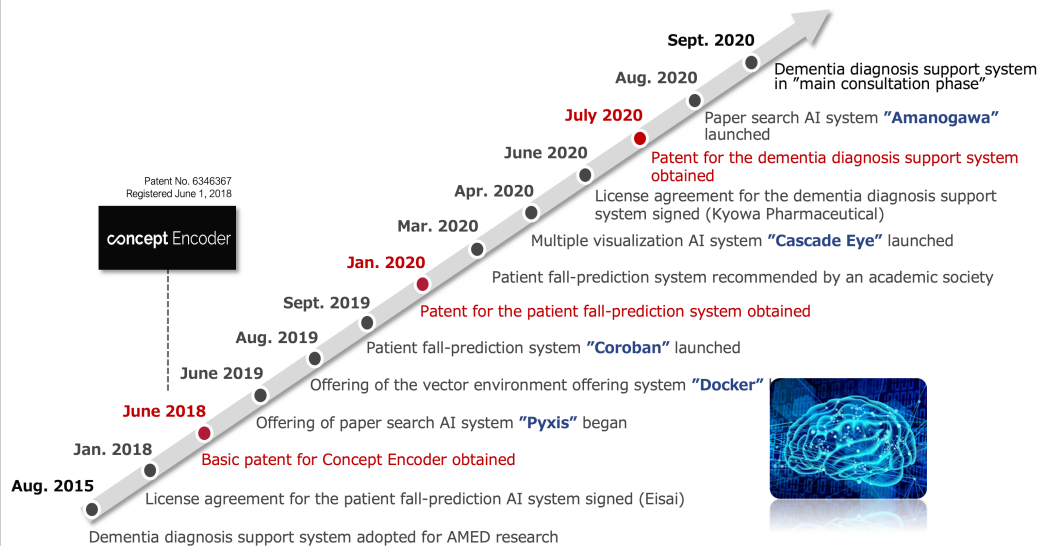 Sept. 2020
Dementia diagnosis support system
in ”main consultation phase”
Aug. 2020
Paper search AI system ”Amanogawa”
launched
July 2020
Patent for the dementia diagnosis support system
obtained
June 2020
License agreement for the dementia diagnosis support
system signed (Kyowa Pharmaceutical)
Apr. 2020
Multiple visualization AI system ”Cascade Eye” launched
Mar. 2020
Patient fall-prediction system recommended by an academic society
Jan. 2020
Patent for the patient fall-prediction system obtained
Sept. 2019
Patient fall-prediction system ”Coroban” launched
Aug. 2019
Offering of the vector environment offering system ”Docker”
June 2019
Offering of paper search AI system ”Pyxis” began
Patent No. 6346367
Registered June 1, 2018
concept Encoder
June 2018
Basic patent for Concept Encoder obtained
Jan. 2018
License agreement for the patient fall-prediction AI system signed (Eisai)
Aug. 2015
Dementia diagnosis support system adopted for AMED research